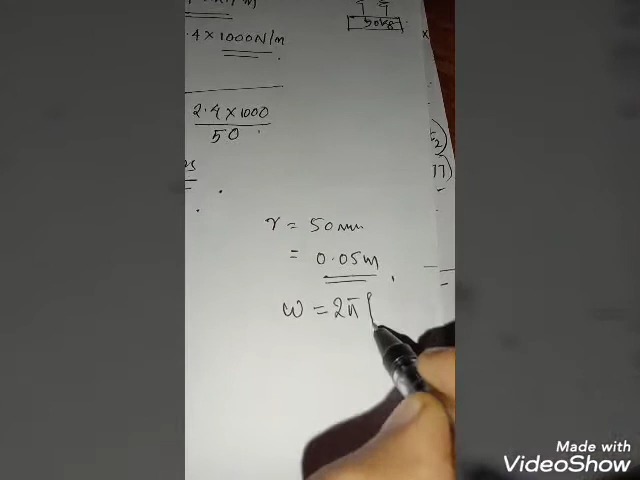 50kg
.4 × 1000N/m
2.4 × 1000
50
r = 50mm
= 0.05m
ω = 2π
Made with
VideoShow